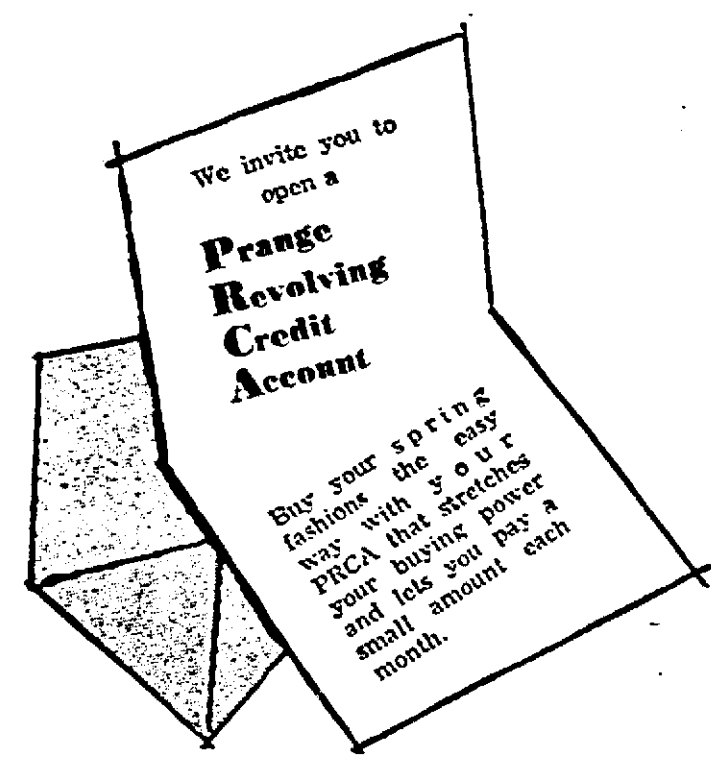 We invite you to
open a
Prange
Revolving
Credit
Account
Buy your spring
fashions the easy
way with your
PRCA that stretches
your buying power
and lets you pay a
small amount each
month.